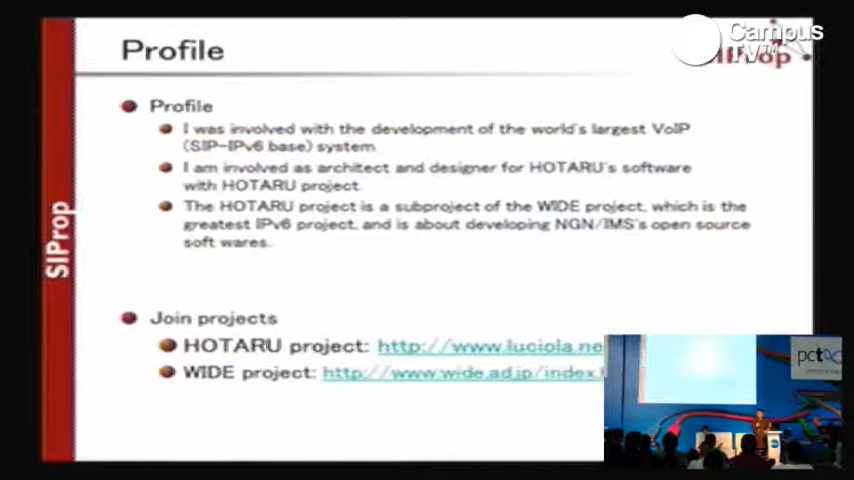 Profile
Campus
TV™
SIProp
Profile
I was involved with the development of the world's largest VoIP
(SIP-IPv6 base) system.
I am involved as architect and designer for HOTARU's software
with HOTARU project.
The HOTARU project is a subproject of the WIDE project, which is the
greatest IPv6 project, and is about developing NGN/IMS's open source
soft wares.
SIProp
Join projects
HOTARU project: http://www.luciola.ne
WIDE project: http://www.wide.ad.jp/index.
pct